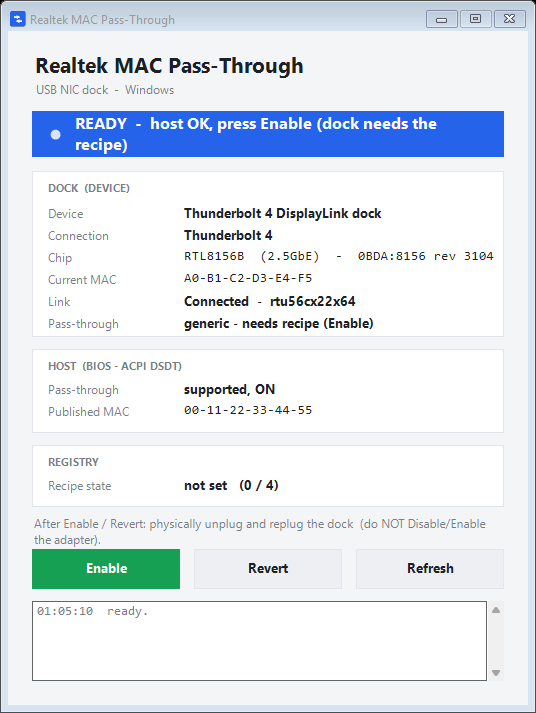 Realtek MAC Pass-Through
Realtek MAC Pass-Through
USB NIC dock - Windows
READY - host OK, press Enable (dock needs the
recipe)
DOCK (DEVICE)
Device Thunderbolt 4 DisplayLink dock
Connection Thunderbolt 4
Chip RTL8156B (2.5GbE) - 0BDA:8156 rev 3104
Current MAC A0-B1-C2-D3-E4-F5
Link Connected - rtu56cx22x64
Pass-through generic - needs recipe (Enable)
HOST (BIOS - ACPI DSDT)
Pass-through supported, ON
Published MAC 00-11-22-33-44-55
REGISTRY
Recipe state not set (0 / 4)
After Enable / Revert: physically unplug and replug the dock (do NOT Disable/Enable
the adapter).
Enable Revert Refresh
01:05:10 ready.